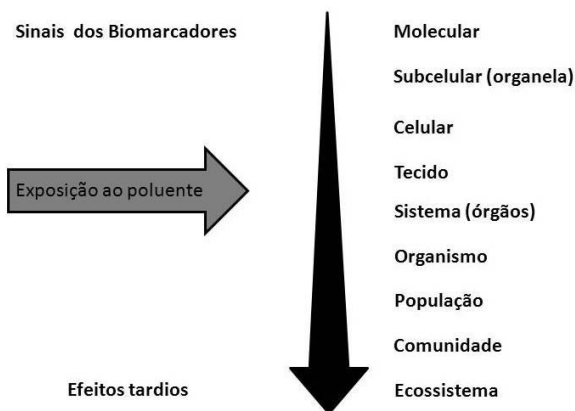 Sinais dos Biomarcadores
Molecular
Subcelular (organela)
Celular
Exposição ao poluente
Tecido
Sistema (órgãos)
Organismo
População
Comunidade
Efeitos tardios
Ecossistema